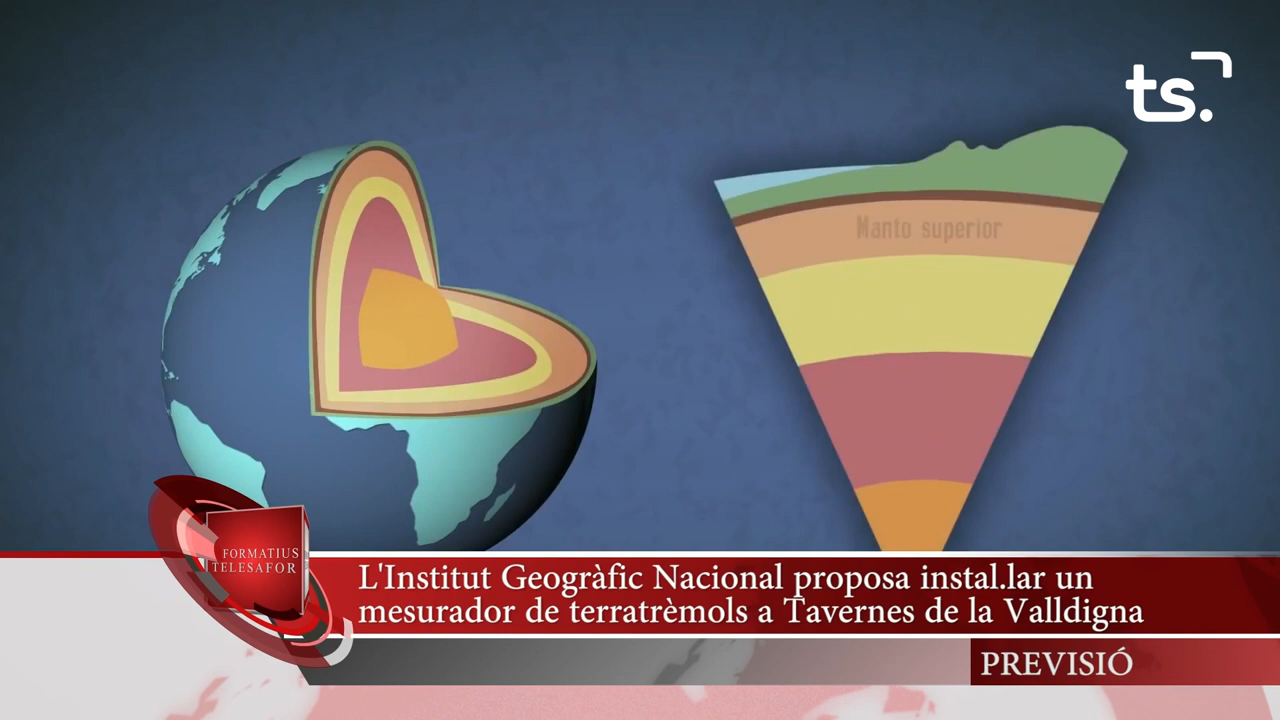 ts.
Manto superior
FORMATIUS
TELESAFOR
L'Institut Geogràfic Nacional proposa instal.lar un
mesurador de terratrèmols a Tavernes de la Valldigna
PREVISIÓ